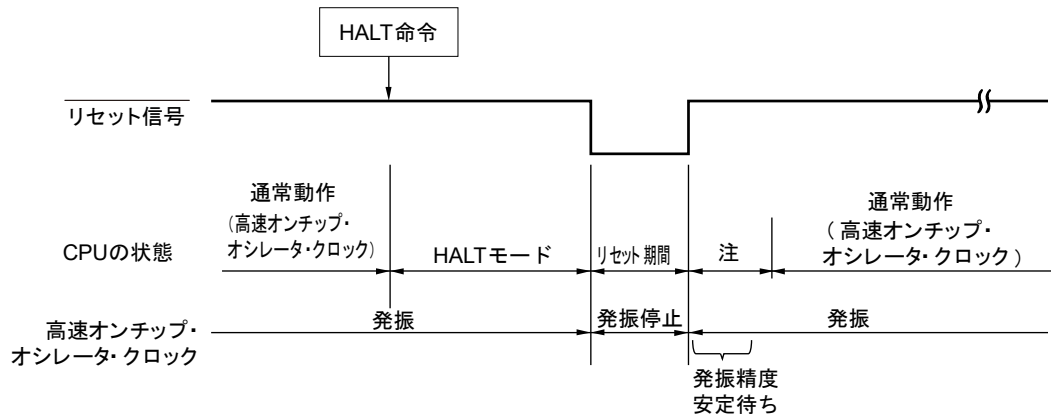 HALT命令
リセット信号
通常動作
(高速オンチップ・
オシレータ・クロック)
通常動作
(高速オンチップ・
オシレータ・クロック)
CPUの状態
HALTモード
リセット期間
注
高速オンチップ・
オシレータ・クロック
発振
発振停止
発振
発振精度
安定待ち